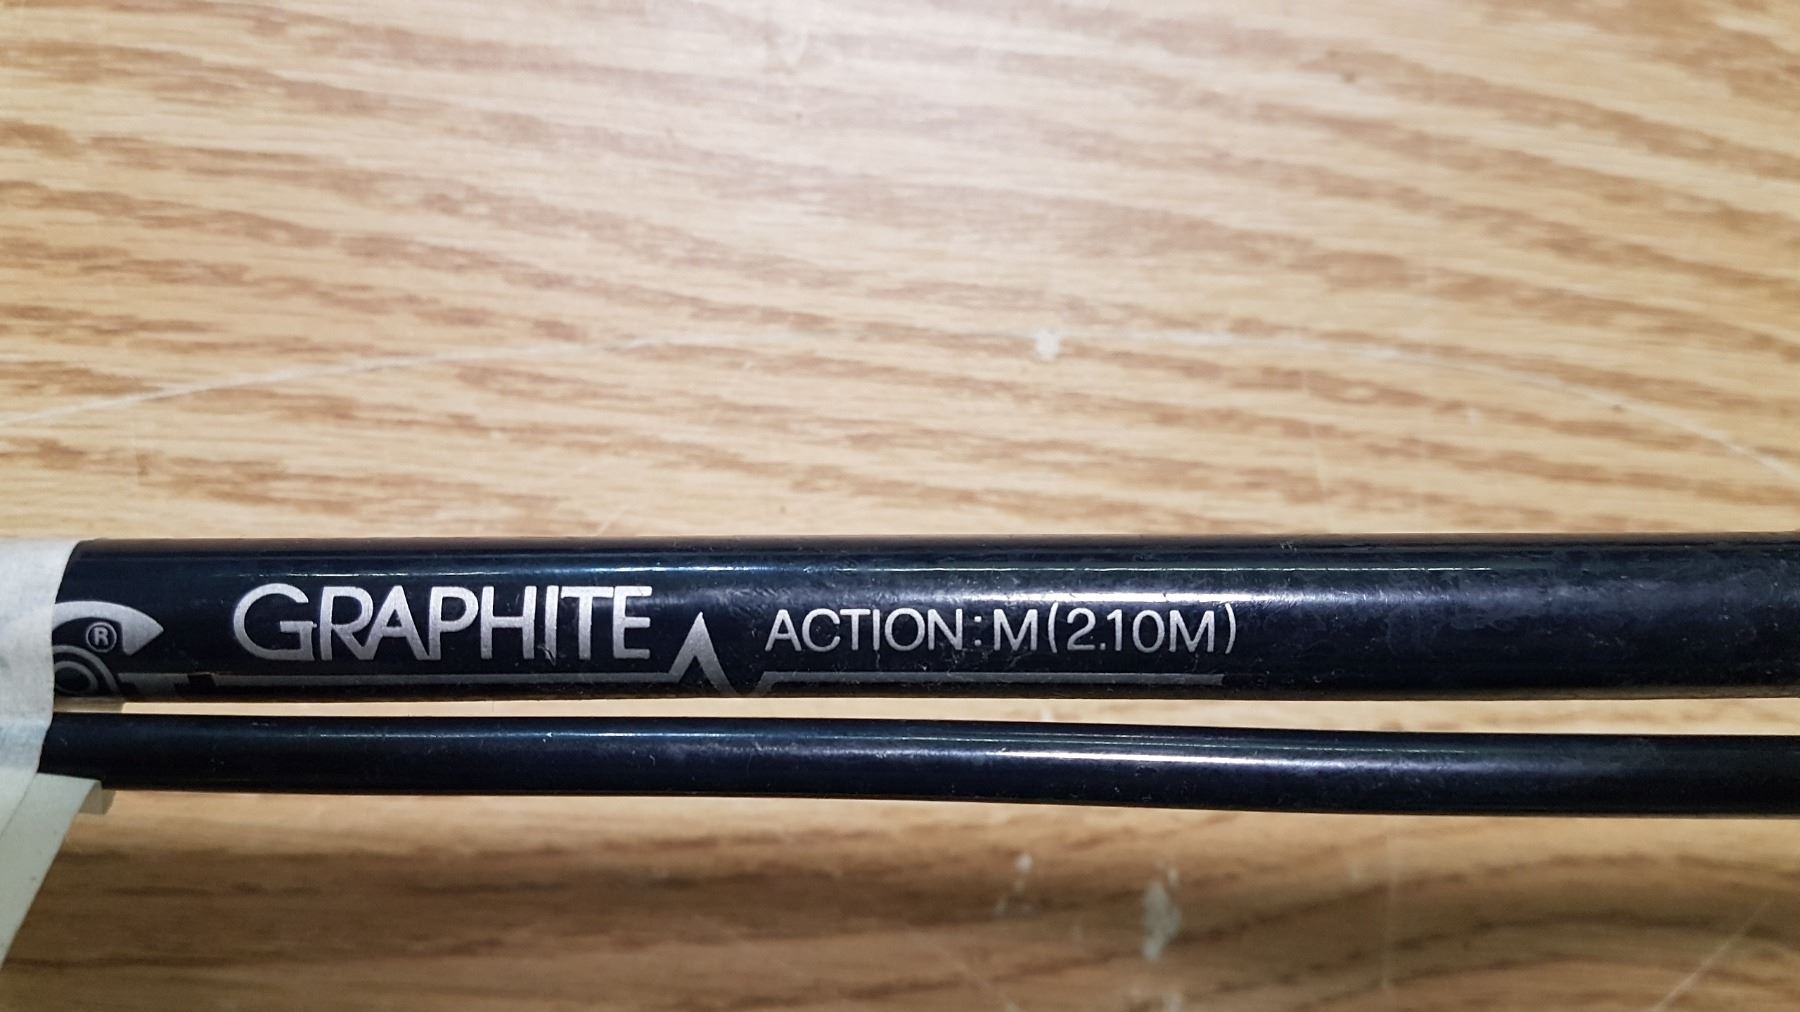 GRAPHITE ACTION:M(2.10M)
®